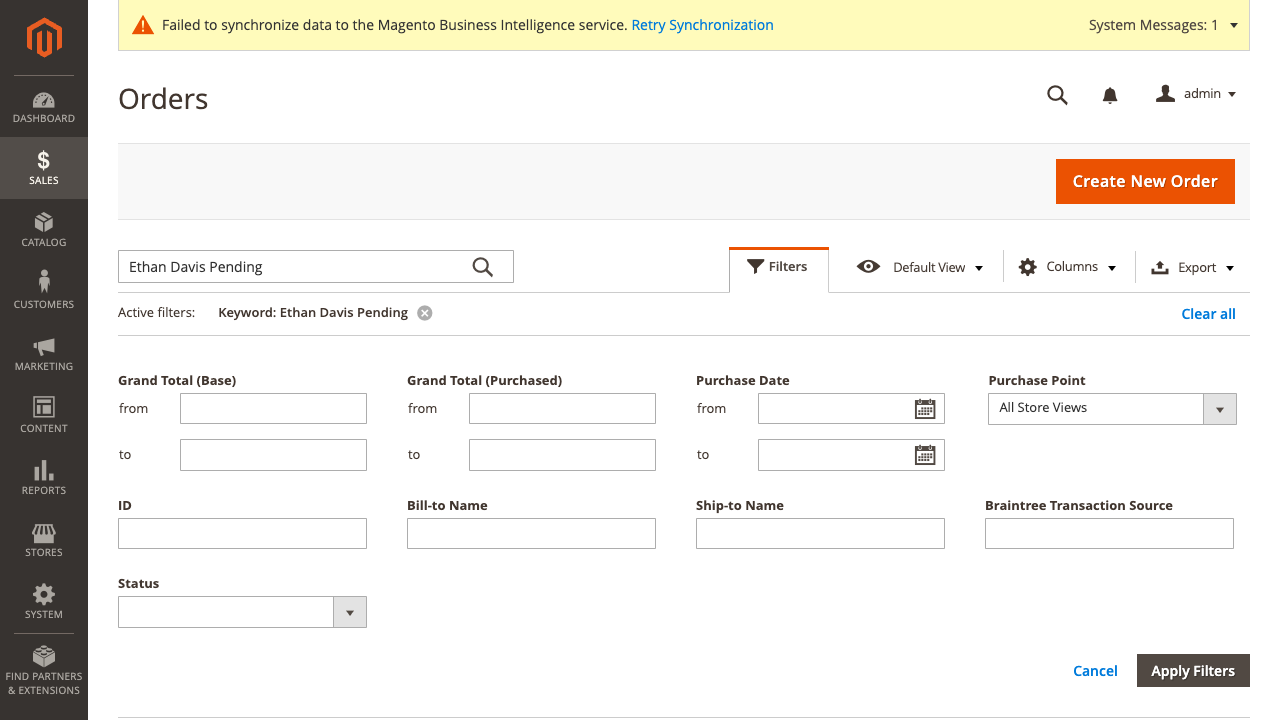 Failed to synchronize data to the Magento Business Intelligence service. Retry Synchronization
System Messages: 1
Orders
admin
DASHBOARD
SALES
CATALOG
CUSTOMERS
MARKETING
CONTENT
REPORTS
STORES
SYSTEM
FIND PARTNERS
& EXTENSIONS
Create New Order
Ethan Davis Pending
Filters
Default View
Columns
Export
Active filters:
Keyword: Ethan Davis Pending
Clear all
Grand Total (Base)
from
to
Grand Total (Purchased)
from
to
Purchase Date
from
to
Purchase Point
All Store Views
ID
Bill-to Name
Ship-to Name
Braintree Transaction Source
Status
Cancel
Apply Filters